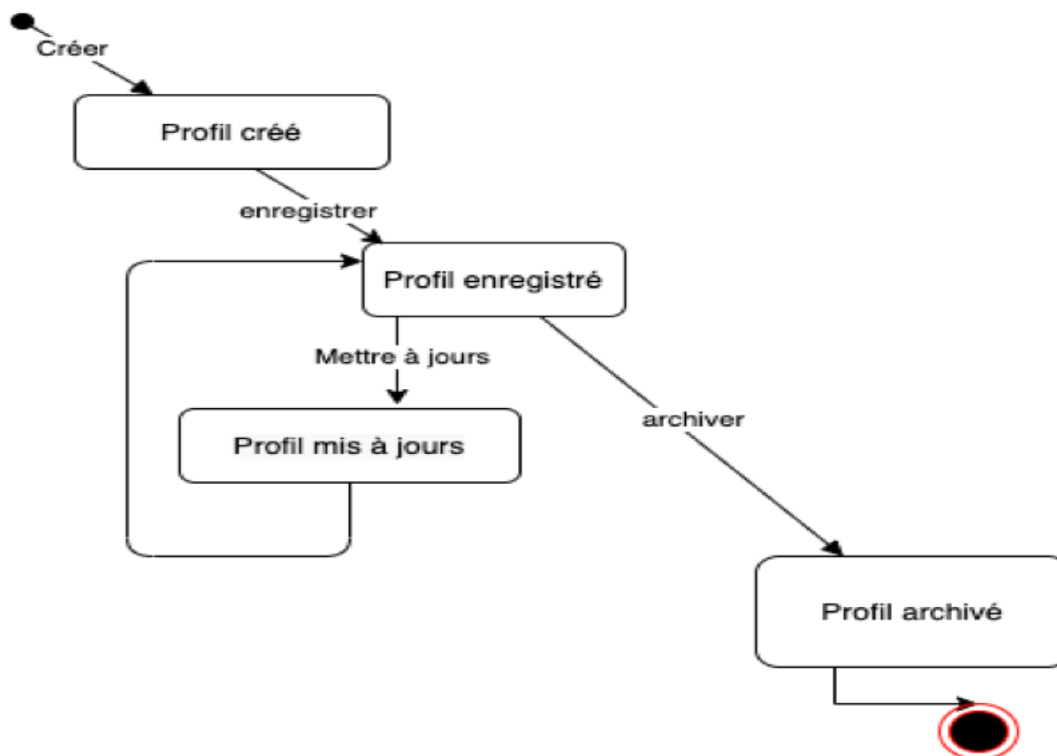 Créer
Profil créé
enregistrer
Profil enregistré
Mettre à jours
archiver
Profil mis à jours
Profil archivé